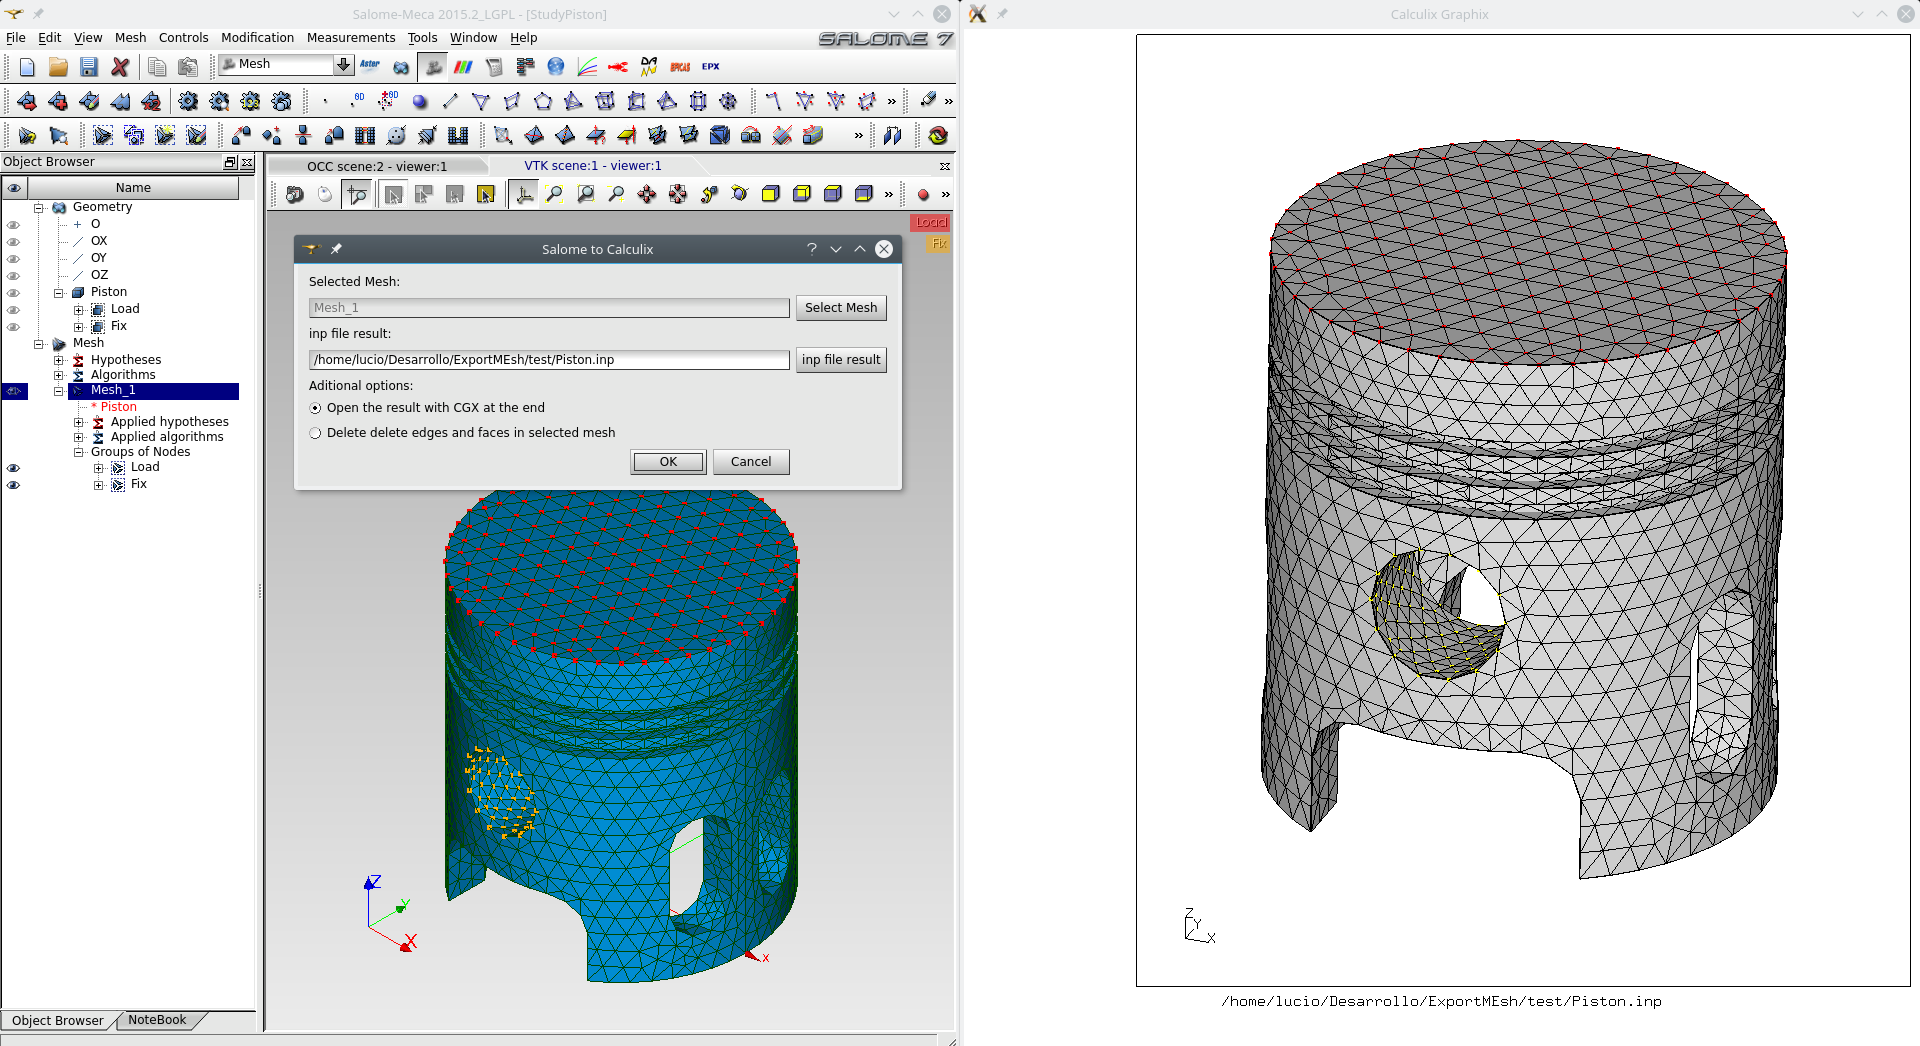 Salome-Meca 2015.2_LGPL - [StudyPiston]
File Edit View Mesh Controls Modification Measurements Tools Window Help
SALOME 7
Mesh
Aster
EFICAS
EPX
0D
0D
» »
»
Object Browser
Name
Geometry
O
OX
OY
OZ
Piston
Load
Fix
Mesh
Hypotheses
Algorithms
Mesh_1
* Piston
Applied hypotheses
Applied algorithms
Groups of Nodes
Load
Fix
Object Browser
NoteBook
OCC scene:2 - viewer:1
VTK scene:1 - viewer:1
» »
Load
Fix
Salome to Calculix
?
Selected Mesh:
Mesh_1
Select Mesh
inp file result:
/home/lucio/Desarrollo/ExportMEsh/test/Piston.inp
inp file result
Aditional options:
Open the result with CGX at the end
Delete delete edges and faces in selected mesh
OK
Cancel
Z
Y
X
X
Calculix Graphix
Z
Y
X
/home/lucio/Desarrollo/ExportMEsh/test/Piston.inp